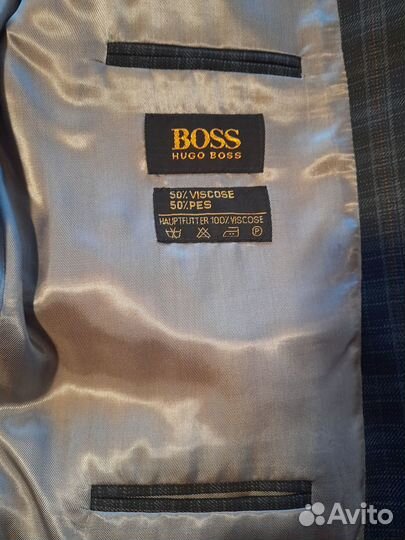 BOSS
HUGO BOSS
50% VISCOSE
50% PES
HAUPTFUTTER 100% VISCOSE
P
Avito